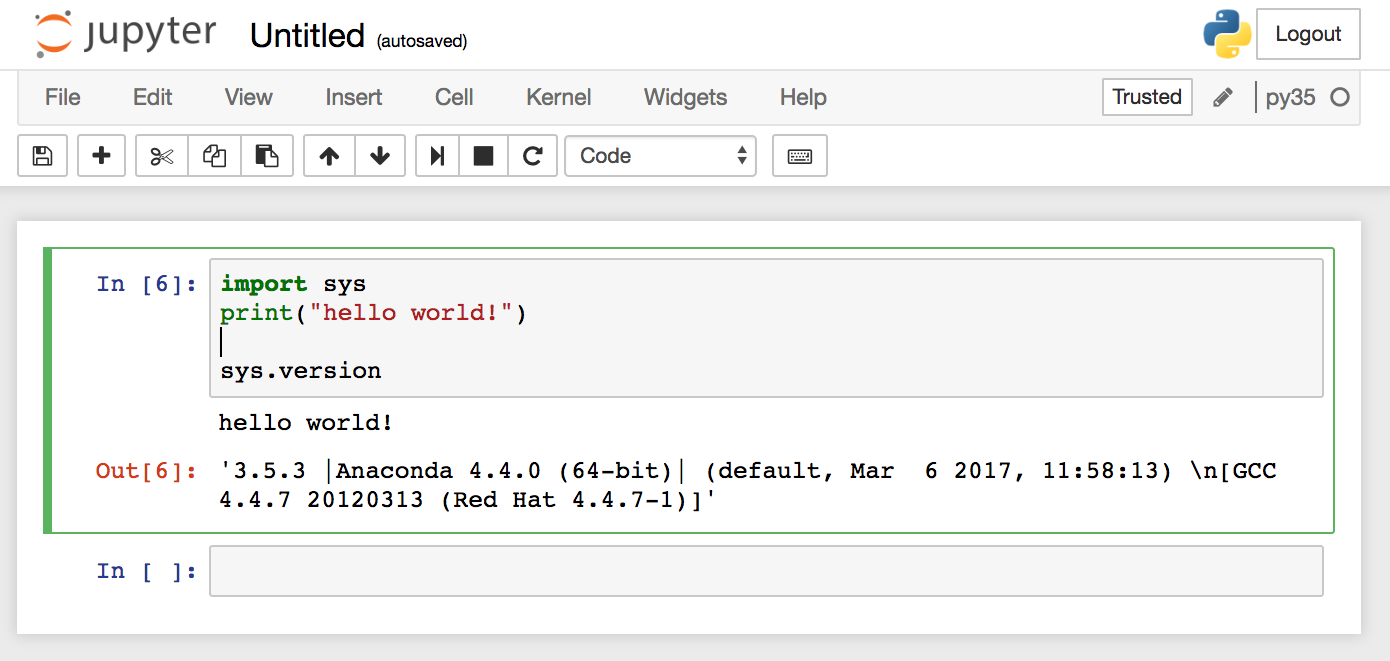 jupyter Untitled (autosaved) Logout
File Edit View Insert Cell Kernel Widgets Help Trusted py35
Code
In [6]: import sys
print("hello world!")
sys.version
hello world!
Out[6]: '3.5.3 |Anaconda 4.4.0 (64-bit)| (default, Mar  6 2017, 11:58:13) \n[GCC
4.4.7 20120313 (Red Hat 4.4.7-1)]'
In [ ]: